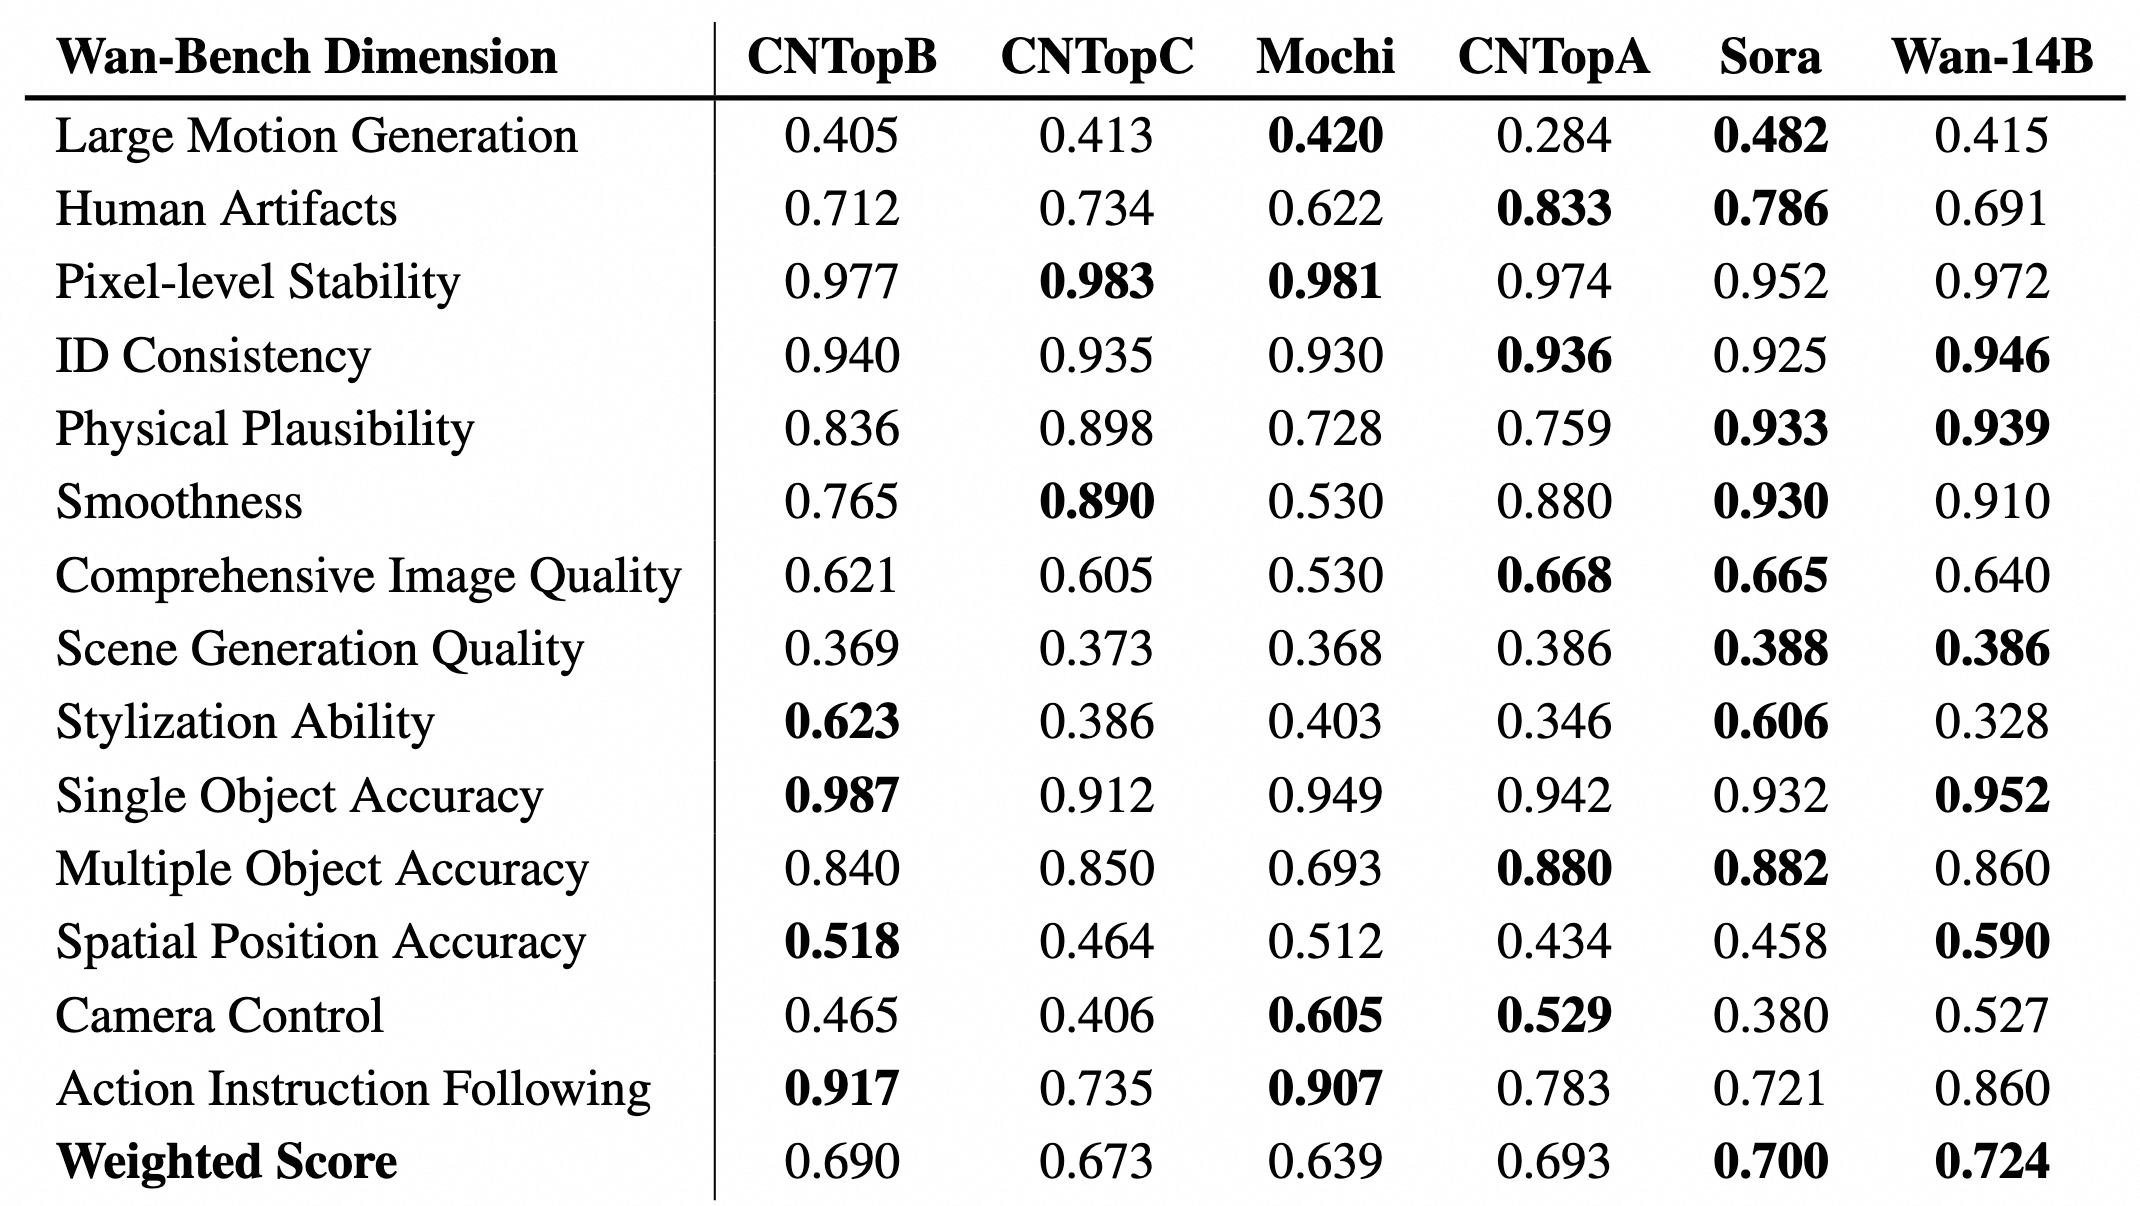 Wan-Bench Dimension CNTopB CNTopC Mochi CNTopA Sora Wan-14B
Large Motion Generation 0.405 0.413 0.420 0.284 0.482 0.415
Human Artifacts 0.712 0.734 0.622 0.833 0.786 0.691
Pixel-level Stability 0.977 0.983 0.981 0.974 0.952 0.972
ID Consistency 0.940 0.935 0.930 0.936 0.925 0.946
Physical Plausibility 0.836 0.898 0.728 0.759 0.933 0.939
Smoothness 0.765 0.890 0.530 0.880 0.930 0.910
Comprehensive Image Quality 0.621 0.605 0.530 0.668 0.665 0.640
Scene Generation Quality 0.369 0.373 0.368 0.386 0.388 0.386
Stylization Ability 0.623 0.386 0.403 0.346 0.606 0.328
Single Object Accuracy 0.987 0.912 0.949 0.942 0.932 0.952
Multiple Object Accuracy 0.840 0.850 0.693 0.880 0.882 0.860
Spatial Position Accuracy 0.518 0.464 0.512 0.434 0.458 0.590
Camera Control 0.465 0.406 0.605 0.529 0.380 0.527
Action Instruction Following 0.917 0.735 0.907 0.783 0.721 0.860
Weighted Score 0.690 0.673 0.639 0.693 0.700 0.724